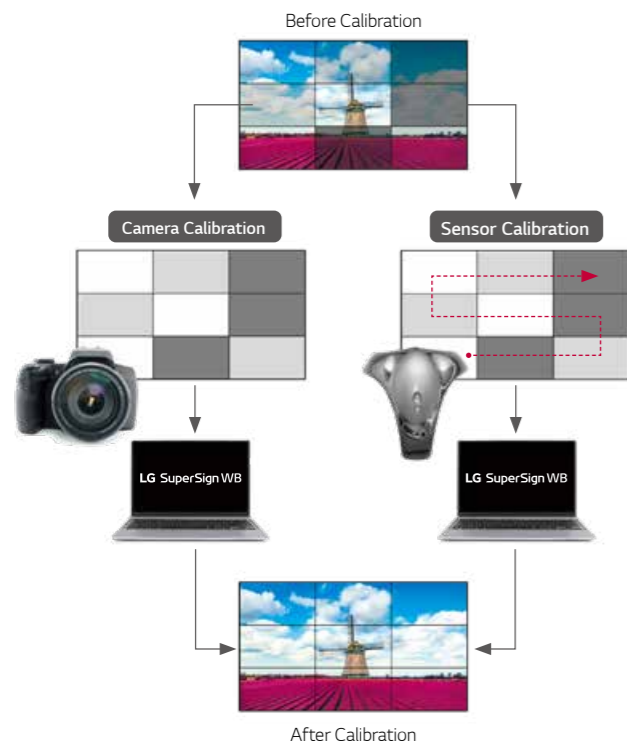 Before Calibration
Camera Calibration
Sensor Calibration
LG SuperSign WB
LG SuperSign WB
After Calibration